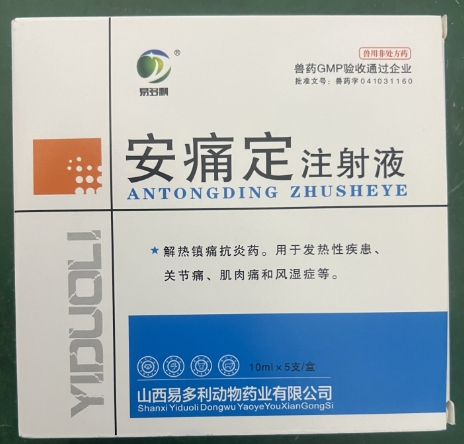 易多利®
兽用非处方药
兽药GMP验收通过企业
批准文号：兽药字041031160
安痛定注射液
ANTONGDING ZHUSHEYE
★解热镇痛抗炎药。用于发热性疾患、
关节痛、肌肉痛和风湿症等。
YIDUOLI
10ml×5支/盒
山西易多利动物药业有限公司
Shanxi Yiduoli Dongwu YaoyeYouXianGongSi